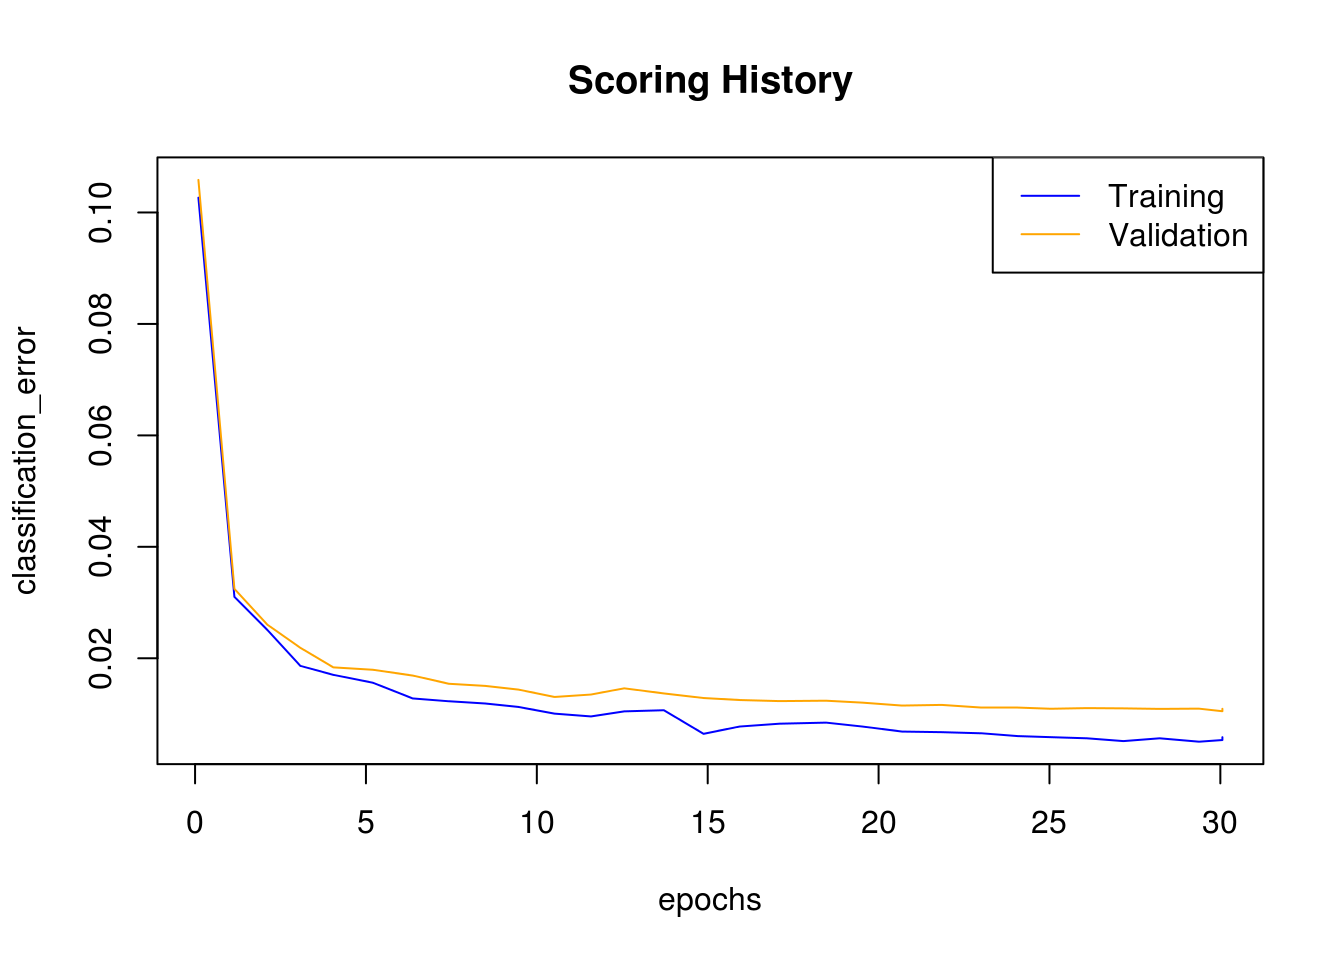 Scoring History
Training
Validation
classification_error
0.10
0.08
0.06
0.04
0.02
0 5 10 15 20 25 30
epochs